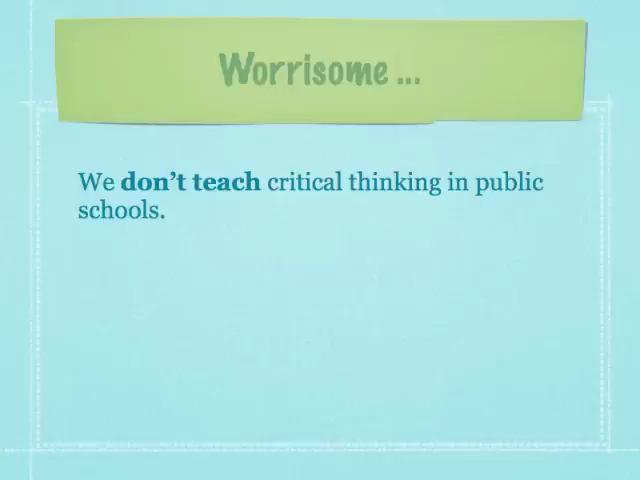 Worrisome ...
We don’t teach critical thinking in public
schools.